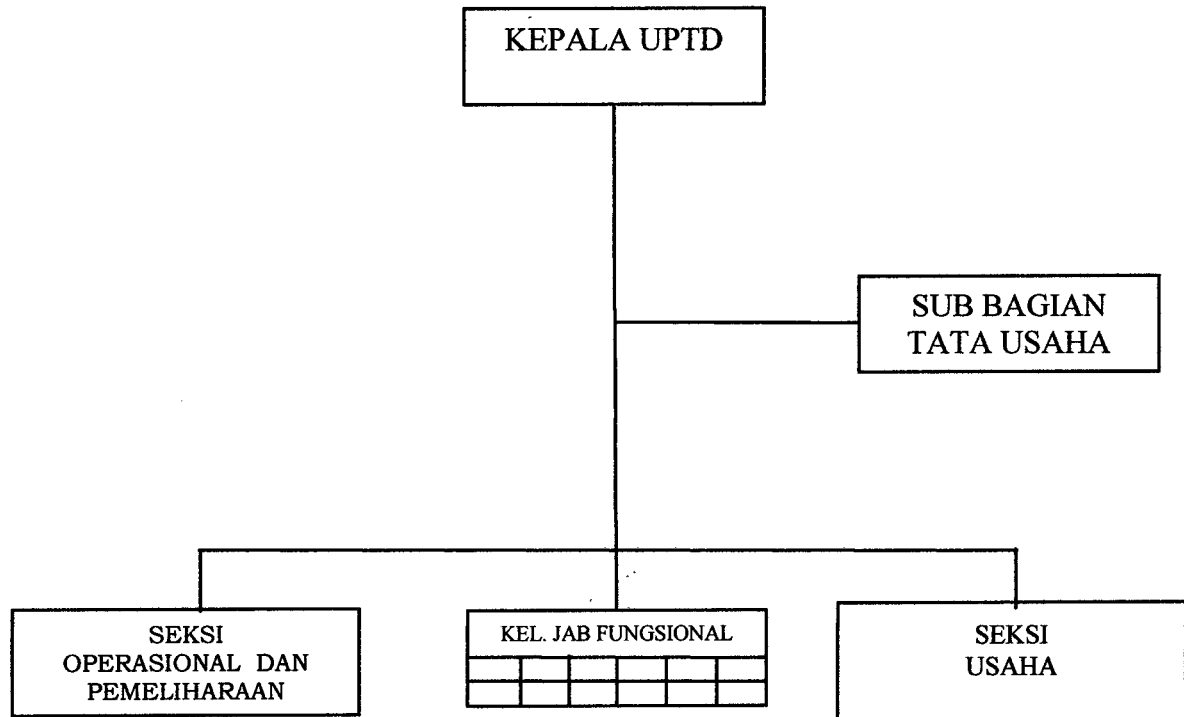 KEPALA UPTD
SUB BAGIAN
TATA USAHA
SEKSI
OPERASIONAL DAN
PEMELIHARAAN
KEL. JAB FUNGSIONAL
SEKSI
USAHA